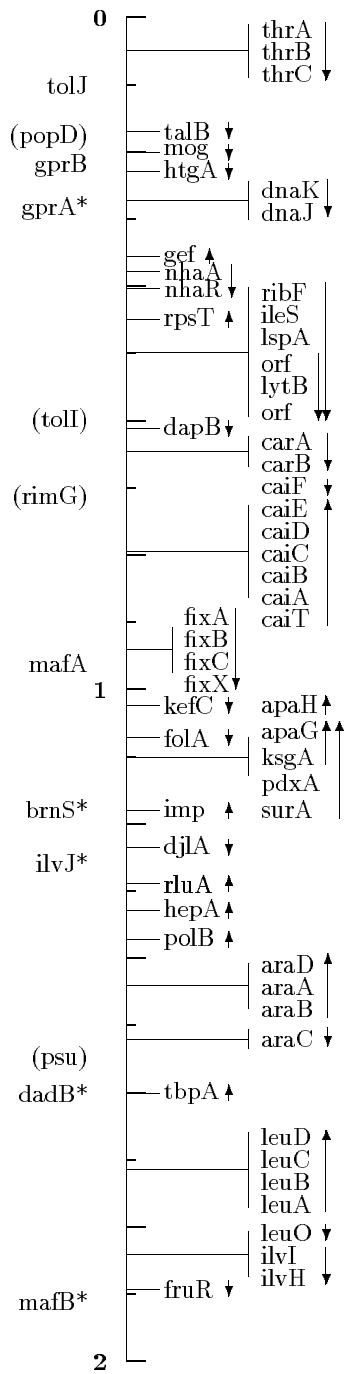 0
thrA
thrB
thrC
tolJ
(popD) talB
mog
gprB htgA
dnaK
gprA* dnaJ
gef
nhaA
nhaR ribF
rpsT ileS
lspA
orf
lytB
orf
(tolI) dapB
carA
carB
caiF
(rimG) caiE
caiD
caiC
caiB
caiA
fixA caiT
fixB
mafA fixC
fixX
1
kefC apaH
folA apaG
ksgA
pdxA
brnS* imp surA
djlA
ilvJ*
rluA
hepA
polB
araD
araA
araB
araC
(psu)
dadB* tbpA
leuD
leuC
leuB
leuA
leuO
ilvI
ilvH
mafB* fruR
2